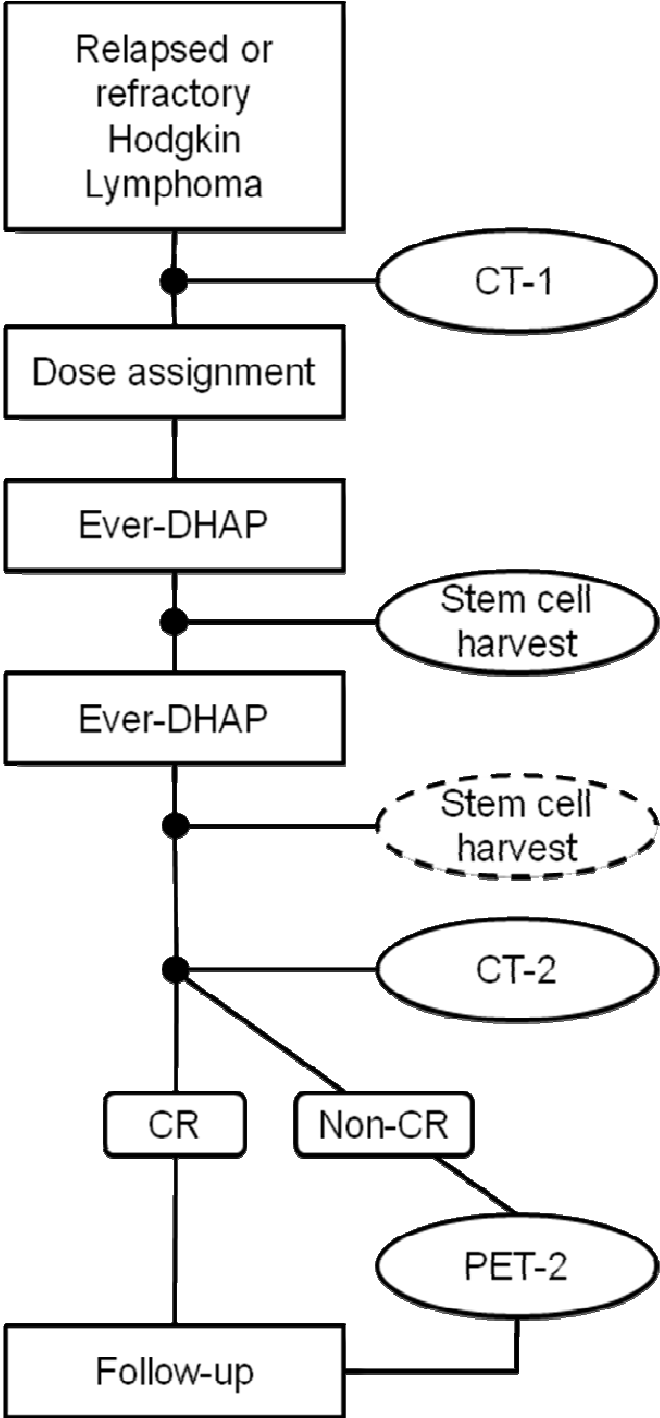 Relapsed or
refractory
Hodgkin
Lymphoma
CT-1
Dose assignment
Ever-DHAP
Stem cell
harvest
Ever-DHAP
Stem cell
harvest
CT-2
CR
Non-CR
PET-2
Follow-up